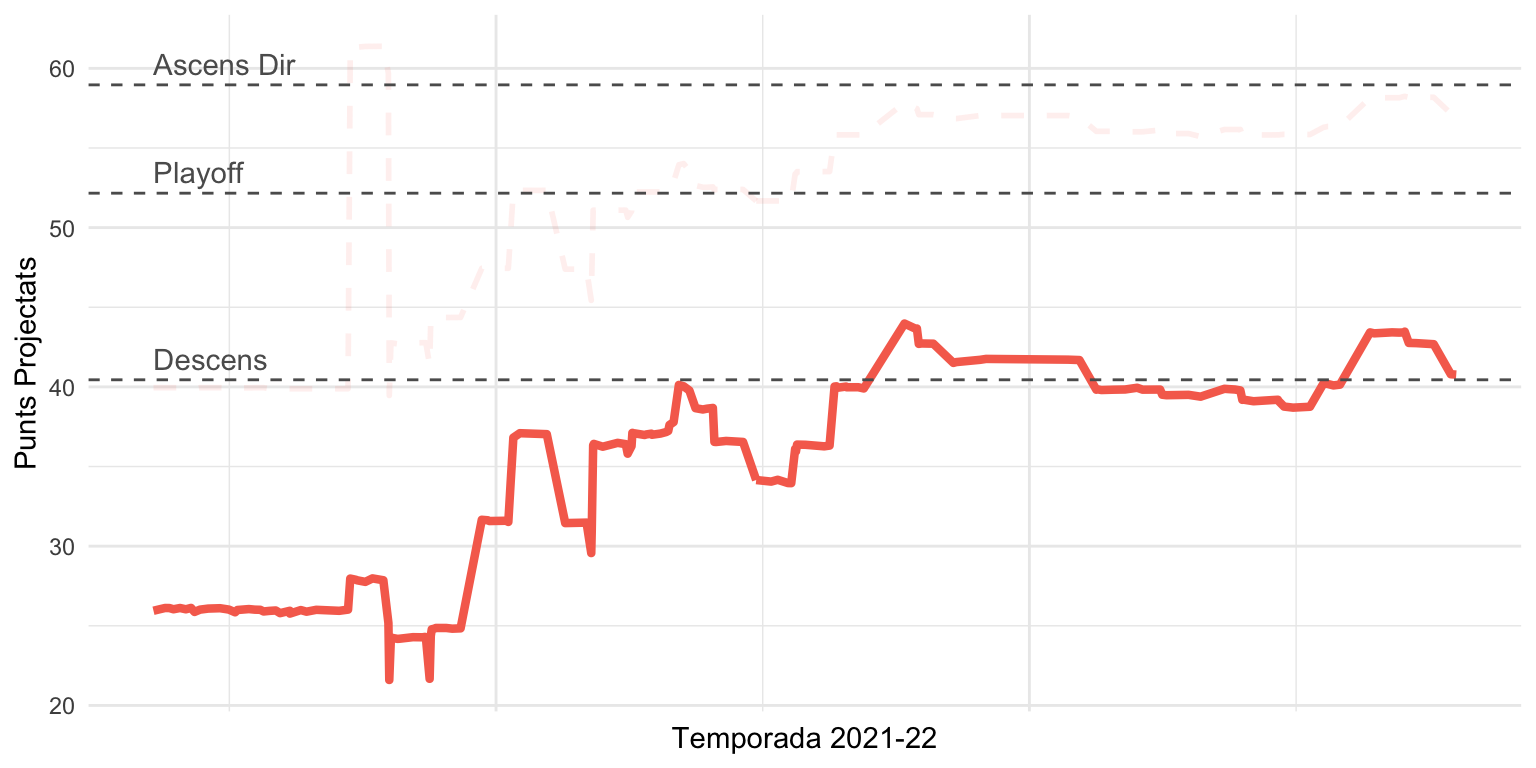 60
Ascens Dir
Playoff
50
Descens
40
30
20
Punts Projectats
Temporada 2021-22